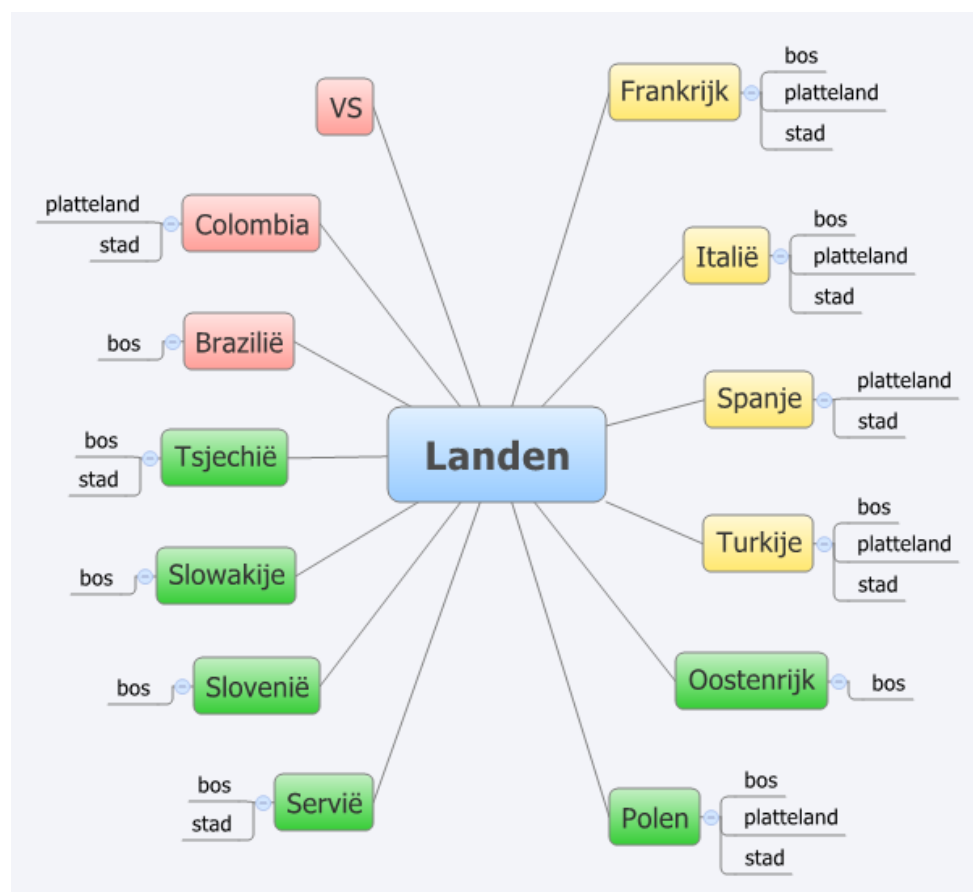 Landen
Frankrijk
bos
platteland
stad
Italië
bos
platteland
stad
Spanje
platteland
stad
Turkije
bos
platteland
stad
Oostenrijk
bos
Polen
bos
platteland
stad
Servië
bos
stad
Slovenië
bos
Slowakije
bos
Tsjechië
bos
stad
Brazilië
bos
Colombia
platteland
stad
VS